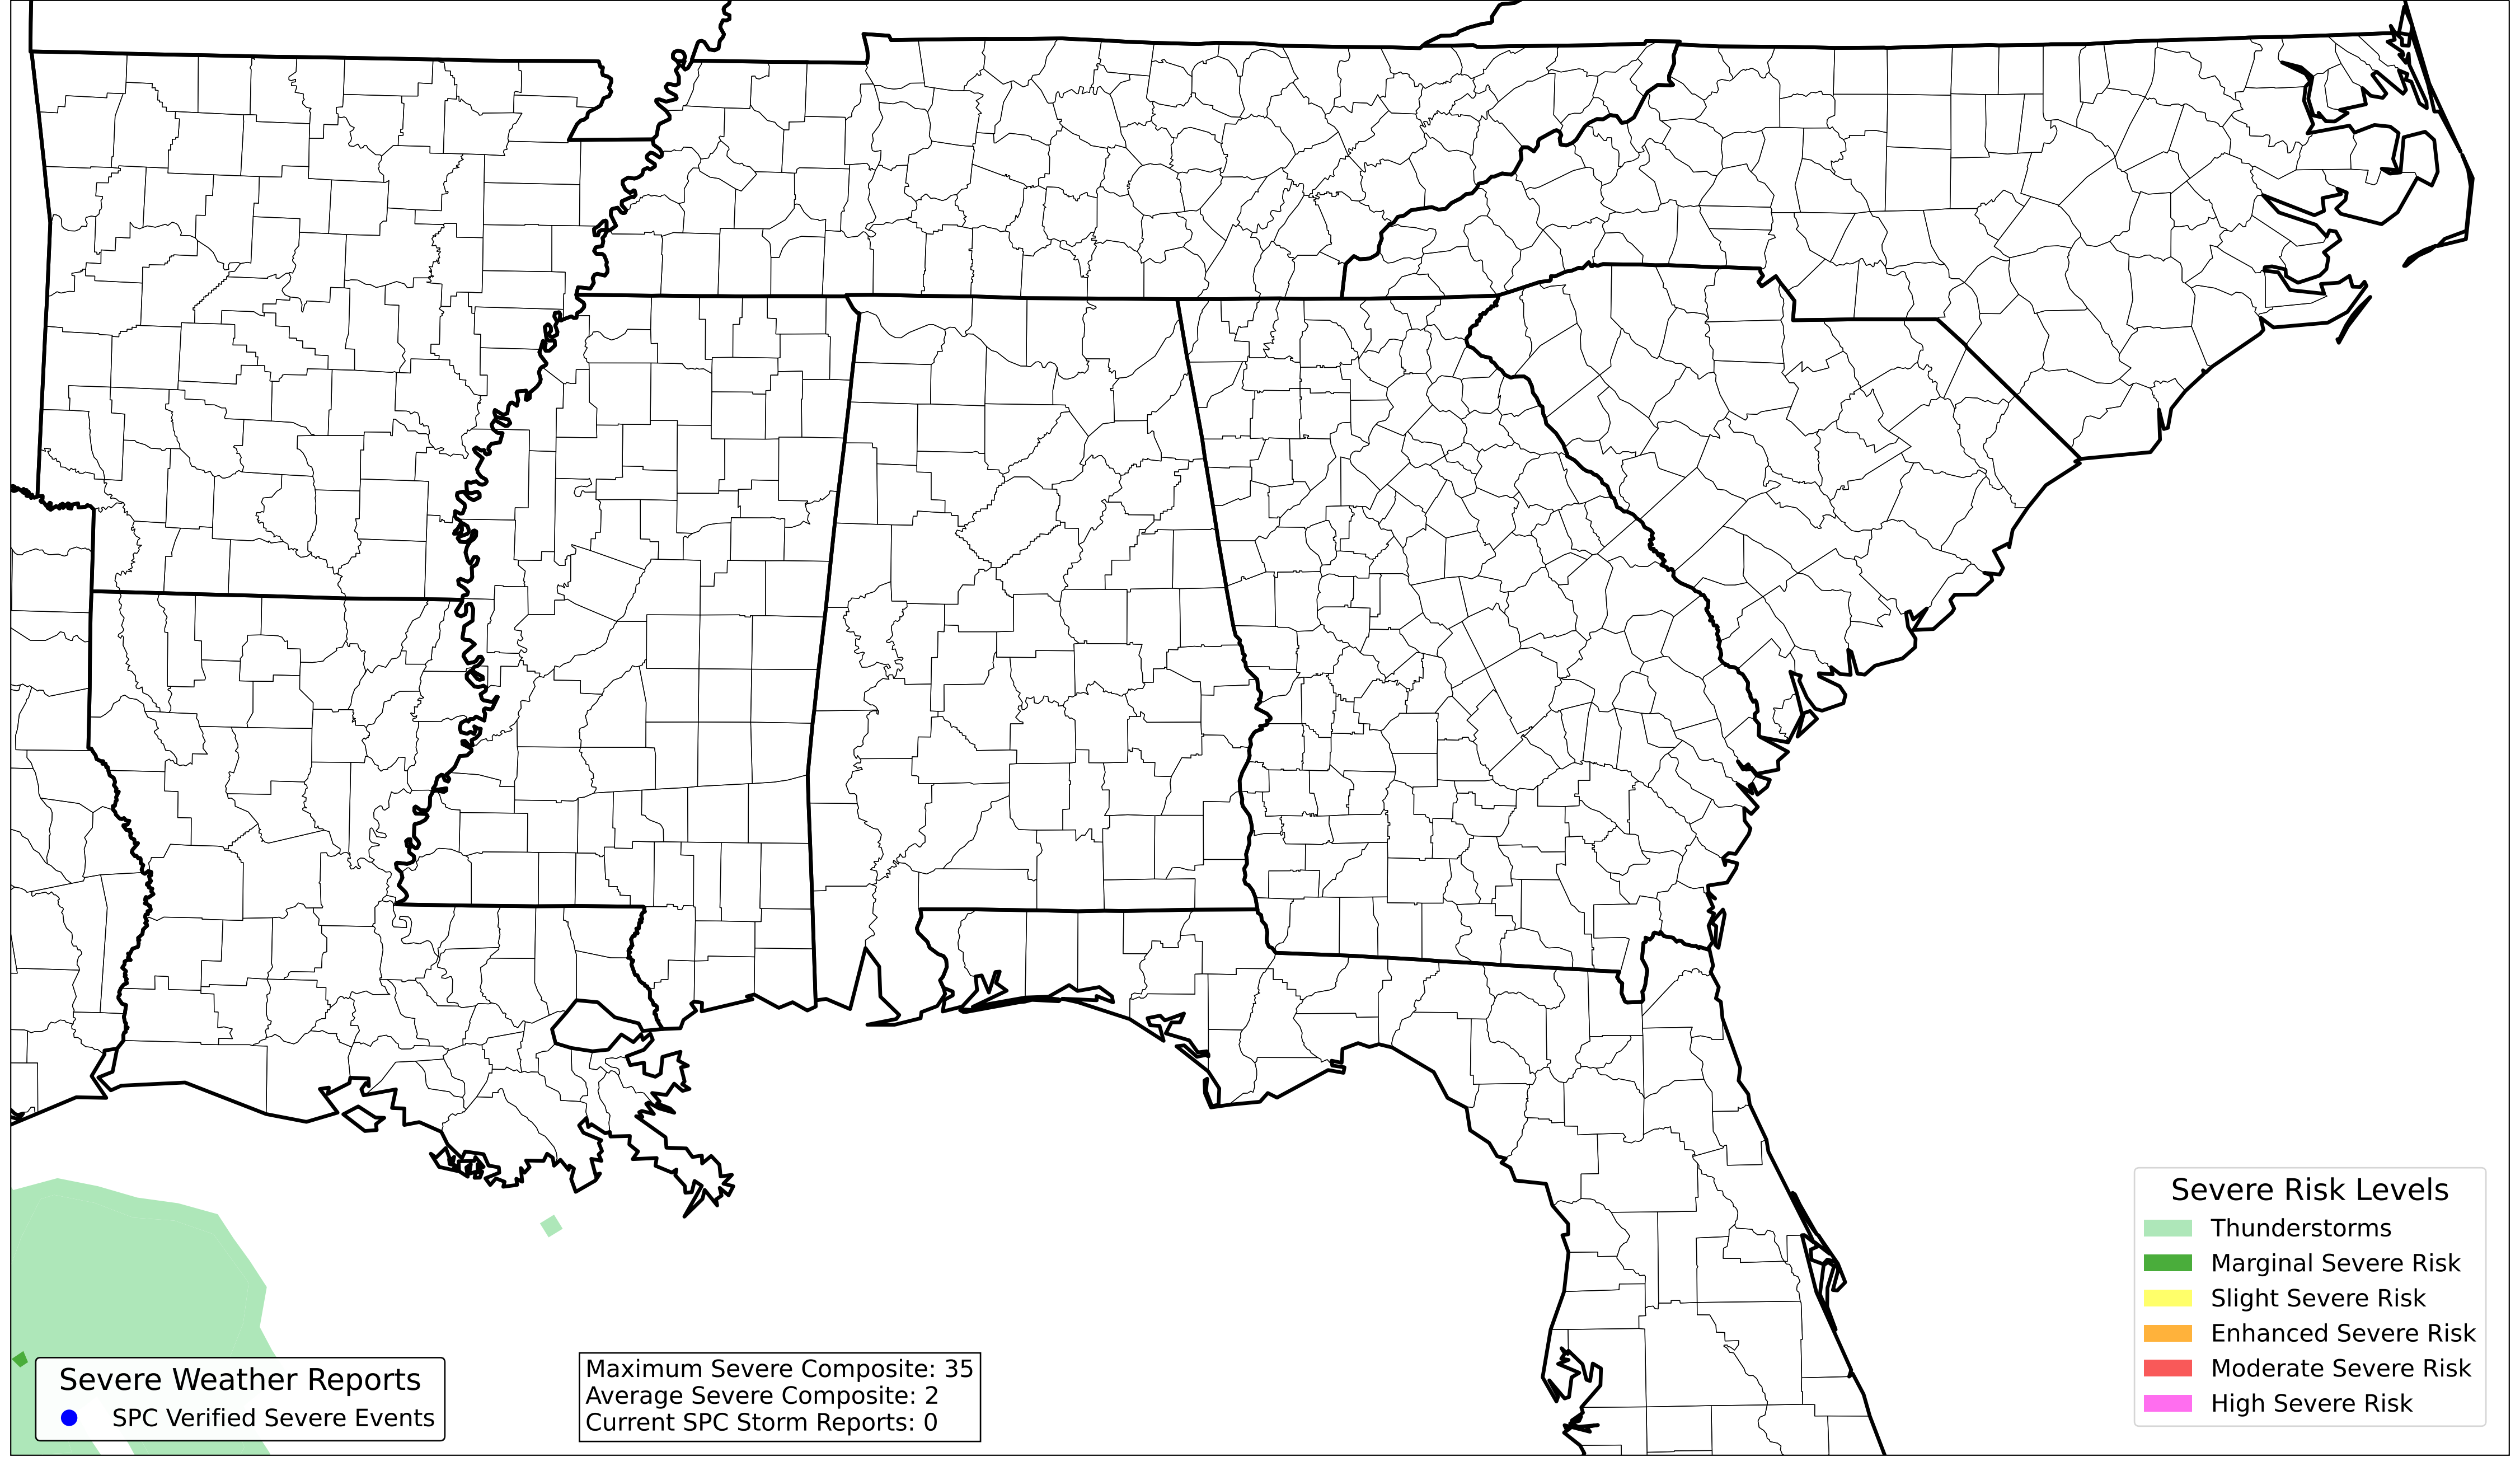 Severe Weather Reports
SPC Verified Severe Events
Maximum Severe Composite: 35
Average Severe Composite: 2
Current SPC Storm Reports: 0
Severe Risk Levels
Thunderstorms
Marginal Severe Risk
Slight Severe Risk
Enhanced Severe Risk
Moderate Severe Risk
High Severe Risk